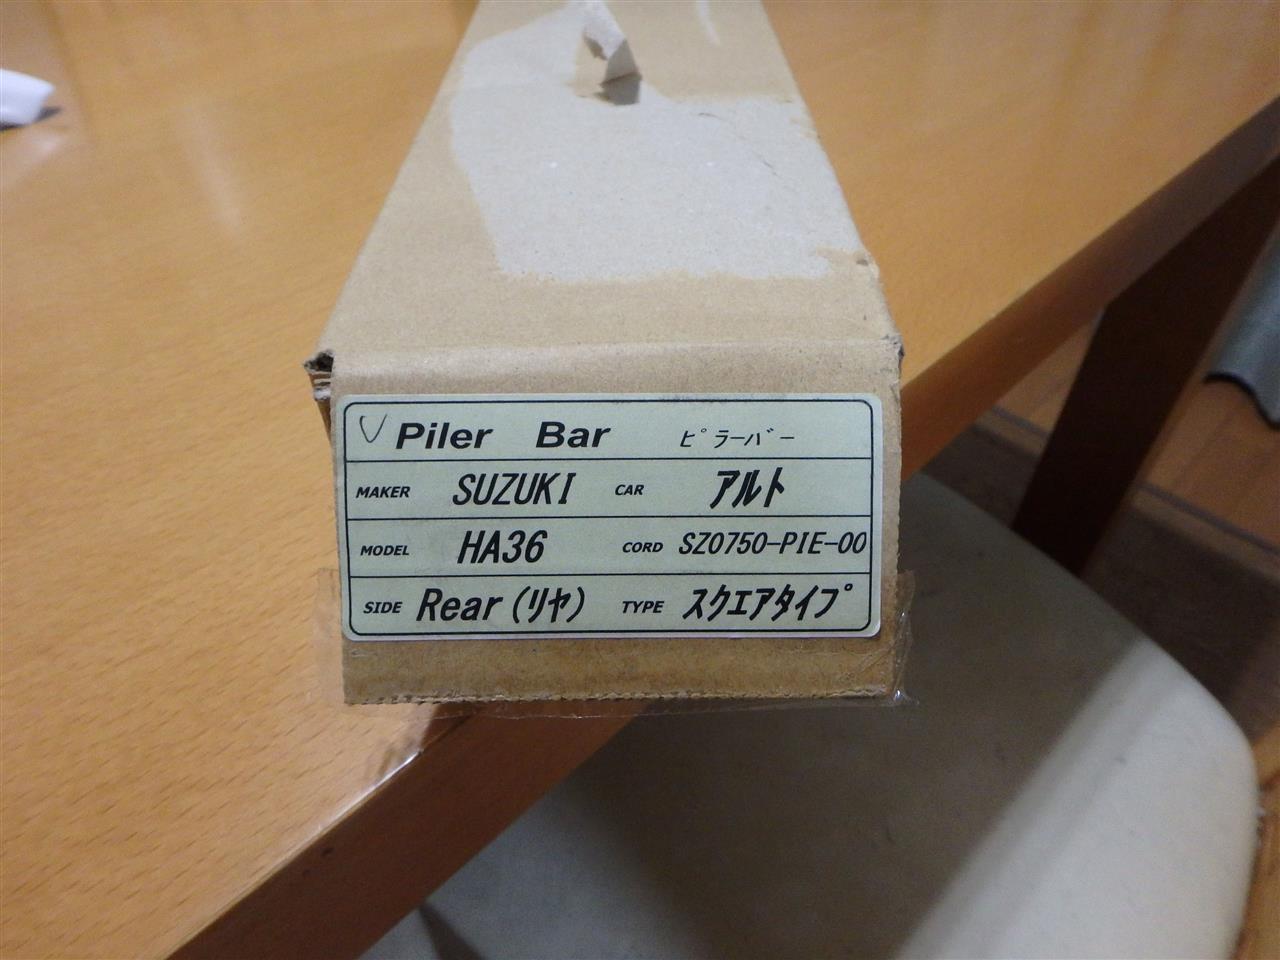 Piler Bar ピラーバー
MAKER SUZUKI CAR アルト
MODEL HA36 CORD SZ0750-PIE-00
SIDE Rear(リヤ) TYPE スクエアタイプ